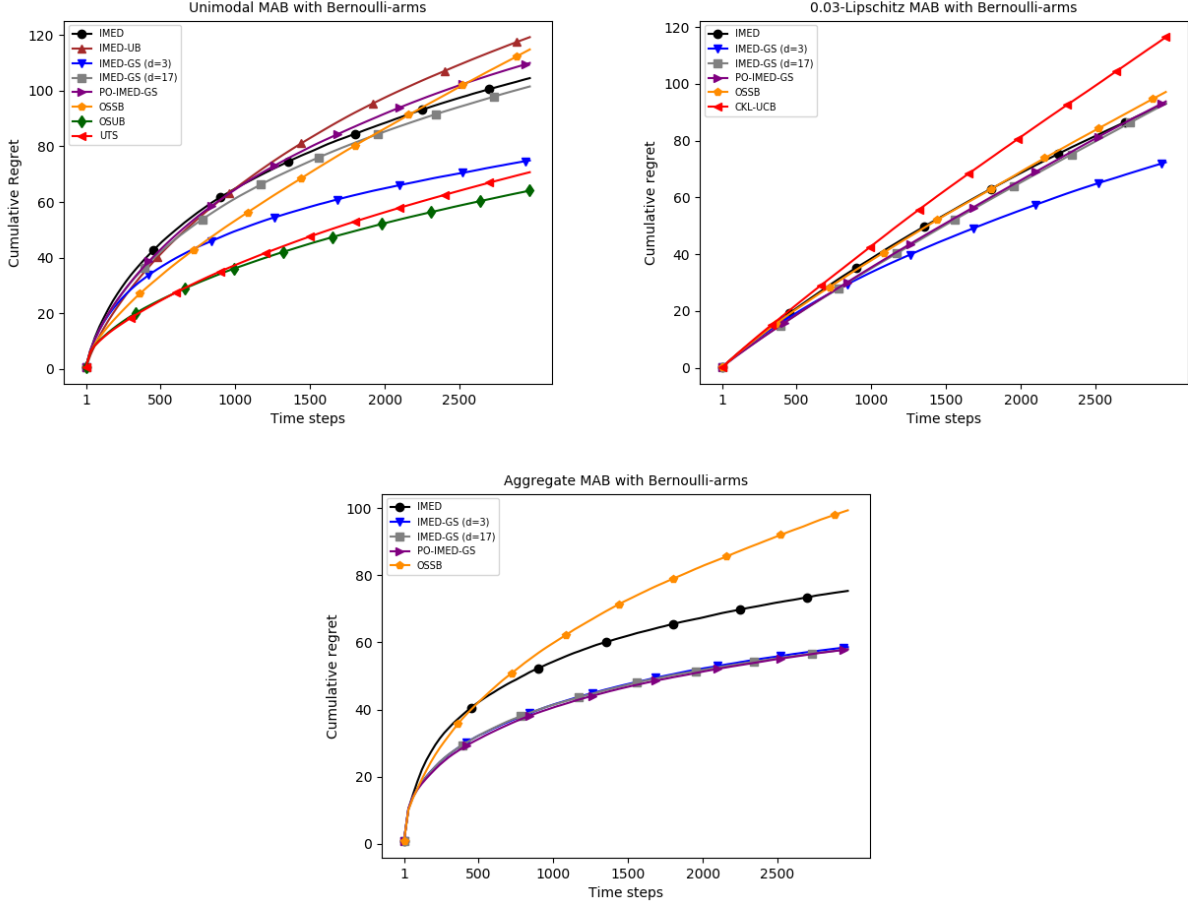 Unimodal MAB with Bernoulli-arms
120
100
80
60
40
20
0
Cumulative Regret
IMED
IMED-UB
IMED-GS (d=3)
IMED-GS (d=17)
PO-IMED-GS
OSSB
OSUB
UTS
1 500 1000 1500 2000 2500
Time steps
0.03-Lipschitz MAB with Bernoulli-arms
120
100
80
60
40
20
0
Cumulative regret
IMED
IMED-GS (d=3)
IMED-GS (d=17)
PO-IMED-GS
OSSB
CKL-UCB
1 500 1000 1500 2000 2500
Time steps
Aggregate MAB with Bernoulli-arms
100
80
60
40
20
0
Cumulative regret
IMED
IMED-GS (d=3)
IMED-GS (d=17)
PO-IMED-GS
OSSB
1 500 1000 1500 2000 2500
Time steps